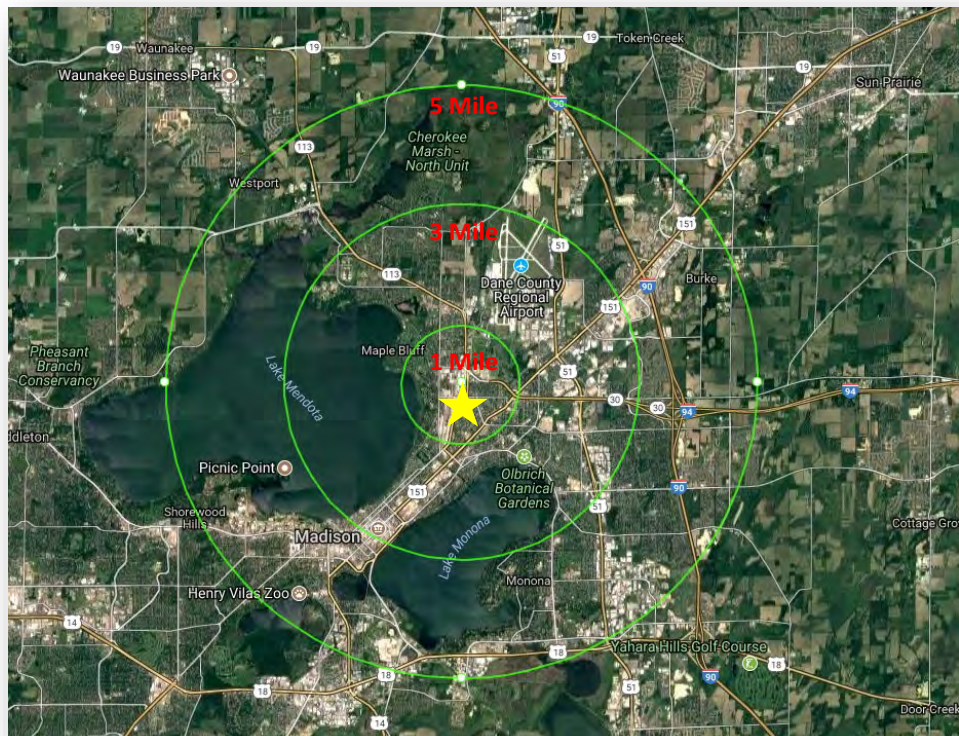 19
Waunakee
19
51
19
Token Creek
19
Waunakee Business Park
Sun Prairie
5 Mile
90
Cherokee
Marsh -
North Unit
113
Westport
151
3 Mile
51
113
Dane County
Regional
Airport
90
Burke
151
Pheasant
Branch
Conservancy
Maple Bluff
1 Mile
Lake Mendota
51
30
30
94
94
ddleton
Picnic Point
Olbrich
Botanical
Gardens
151
90
51
Shorewood
Hills
Madison
Cottage Gro
Lake Monona
Monona
Henry Vilas Zoo
14
18
Yahara Hills Golf Course
18
18
18
90
51
14
Door Creek